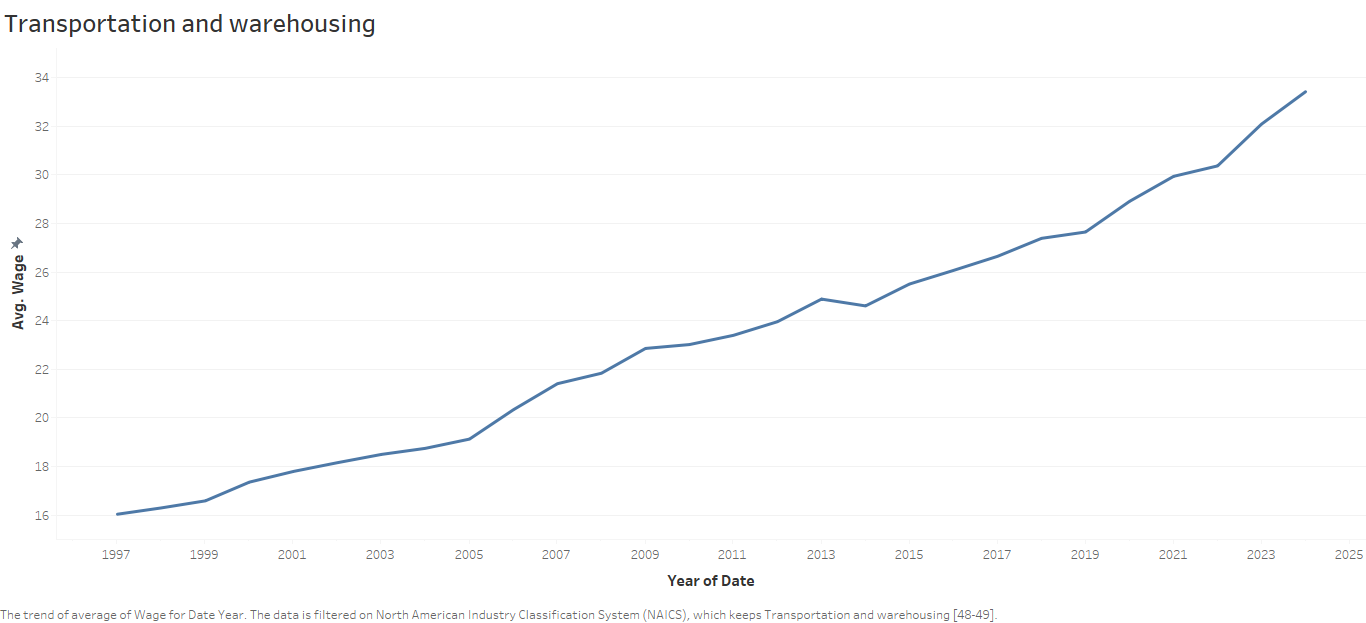 Transportation and warehousing
34
32
30
28
26
24
22
20
18
16
Avg. Wage
1997 1999 2001 2003 2005 2007 2009 2011 2013 2015 2017 2019 2021 2023 2025
Year of Date
The trend of average of Wage for Date Year. The data is filtered on North American Industry Classification System (NAICS), which keeps Transportation and warehousing [48-49].